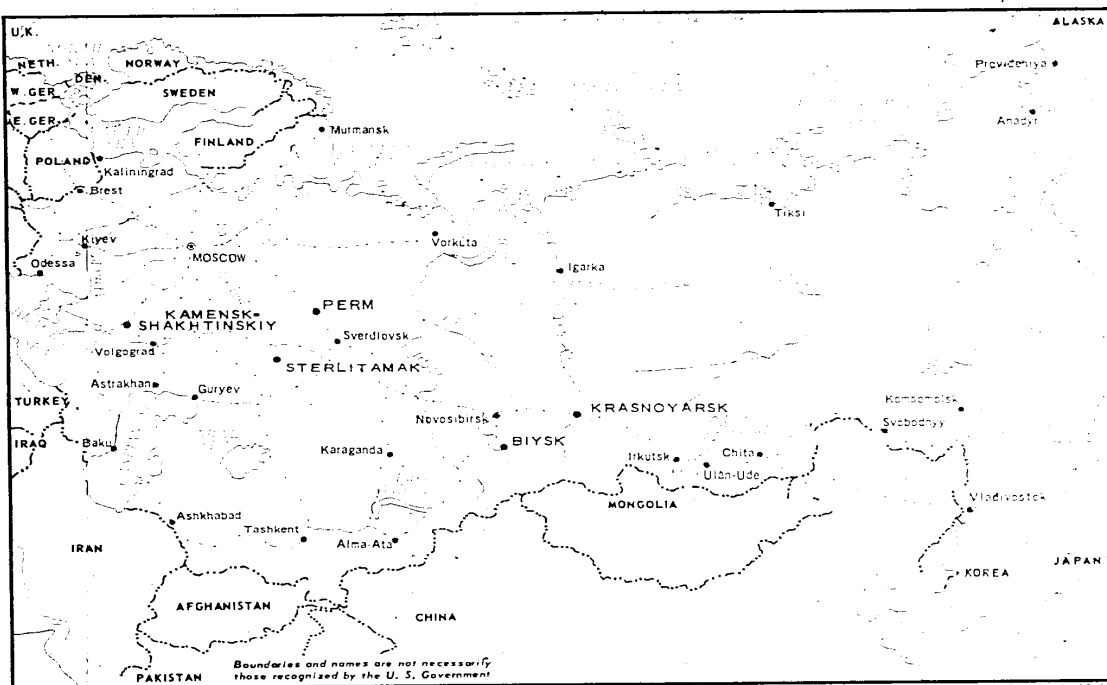 U.K.
ALASKA
NETH.
DEN.
NORWAY
Provideniya
W. GER.
SWEDEN
E. GER.
Anadyr
Murmansk
FINLAND
POLAND
Kaliningrad
Brest
Tiksi
Kiyev
MOSCOW
Vorkuta
Odessa
Igarka
KAMENSK-
SHAKHTINSKIY
PERM
Sverdlovsk
Volgograd
STERLITAMAK
Astrakhan
Guryev
TURKEY
Novosibirsk
KRASNOYARSK
Komsomolsk
Svobodnyy
IRAQ
Baku
BIYSK
Karaganda
Irkutsk
Chita
Ulan-Ude
MONGOLIA
Vladivostok
Ashkhabad
Tashkent
Alma-Ata
IRAN
JAPAN
KOREA
AFGHANISTAN
CHINA
Boundaries and names are not necessarily
those recognized by the U. S. Government
PAKISTAN